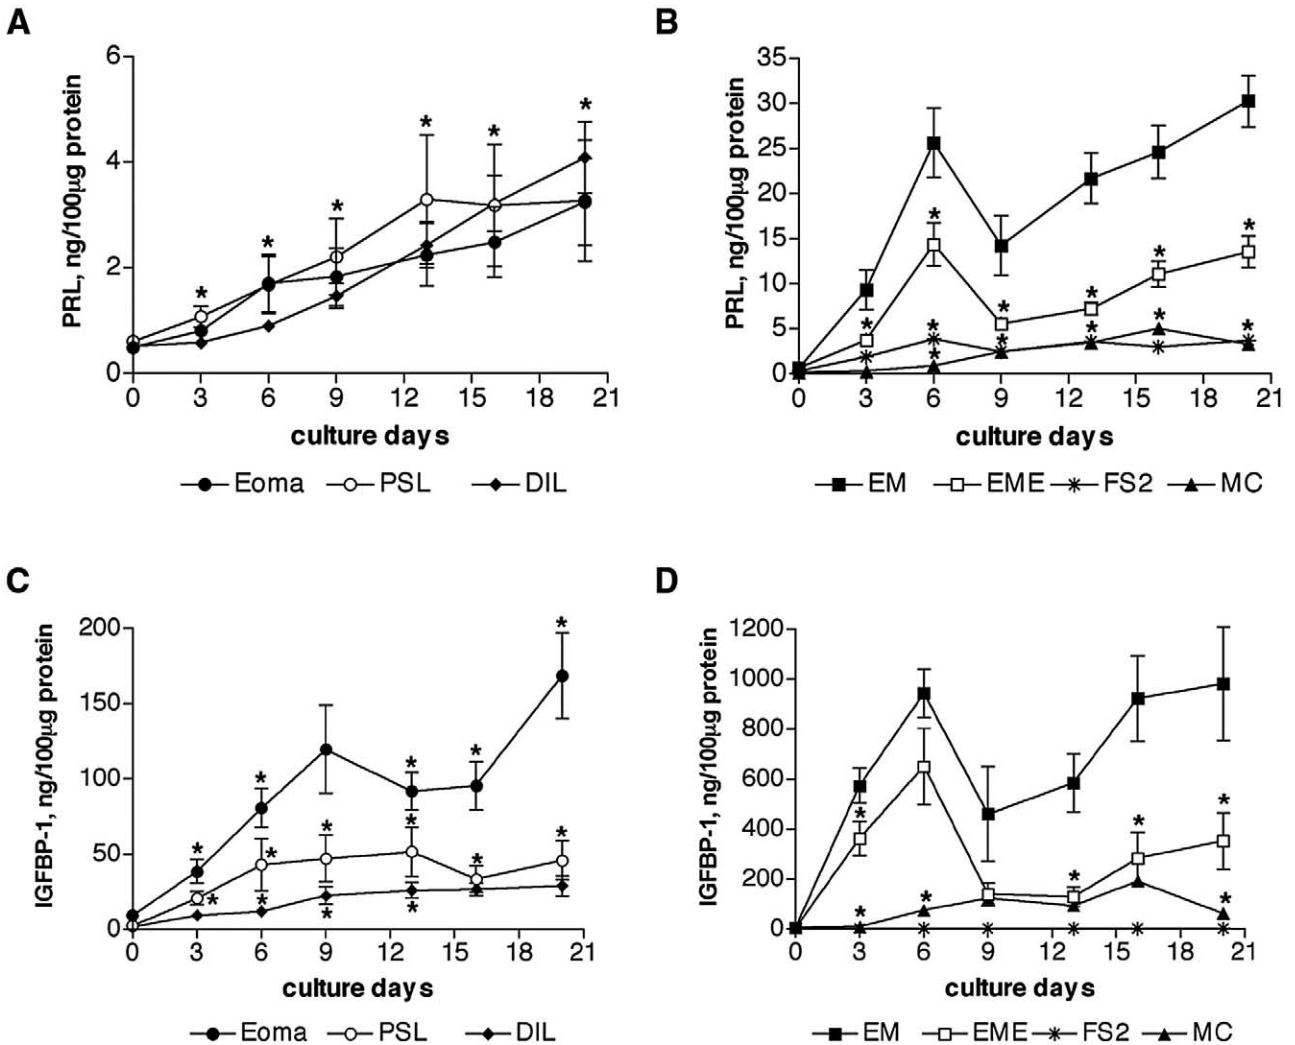 A
PRL, ng/100µg protein
6
4
2
0
0 3 6 9 12 15 18 21
* * * * * *
culture days
Eoma PSL DIL
B
PRL, ng/100µg protein
35
30
25
20
15
10
5
0
0 3 6 9 12 15 18 21
culture days
EM EME FS2 MC
C
IGFBP-1, ng/100µg protein
200
150
100
50
0
0 3 6 9 12 15 18 21
culture days
Eoma PSL DIL
D
IGFBP-1, ng/100µg protein
1200
1000
800
600
400
200
0
0 3 6 9 12 15 18 21
culture days
EM EME FS2 MC